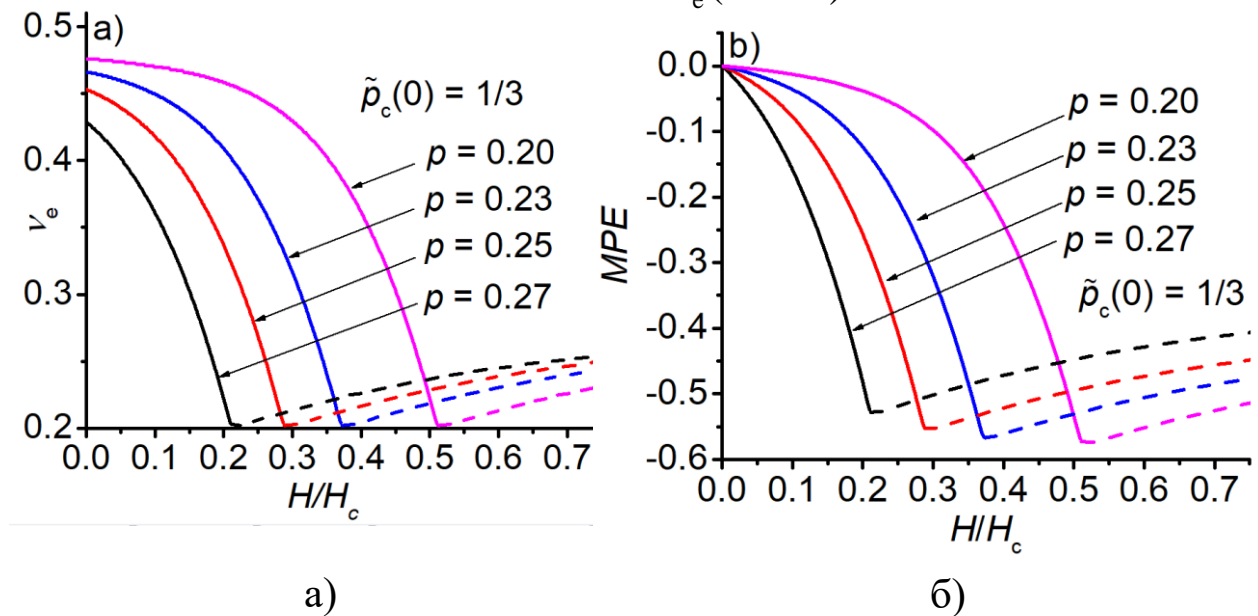 e
a)
0.5
0.4
0.3
0.2
νe
p̃c(0) = 1/3
p = 0.20
p = 0.23
p = 0.25
p = 0.27
0.0 0.1 0.2 0.3 0.4 0.5 0.6 0.7
H/Hc
a)
b)
0.0
-0.1
-0.2
-0.3
-0.4
-0.5
-0.6
MPE
p = 0.20
p = 0.23
p = 0.25
p = 0.27
p̃c(0) = 1/3
0.0 0.1 0.2 0.3 0.4 0.5 0.6 0.7
H/Hc
б)